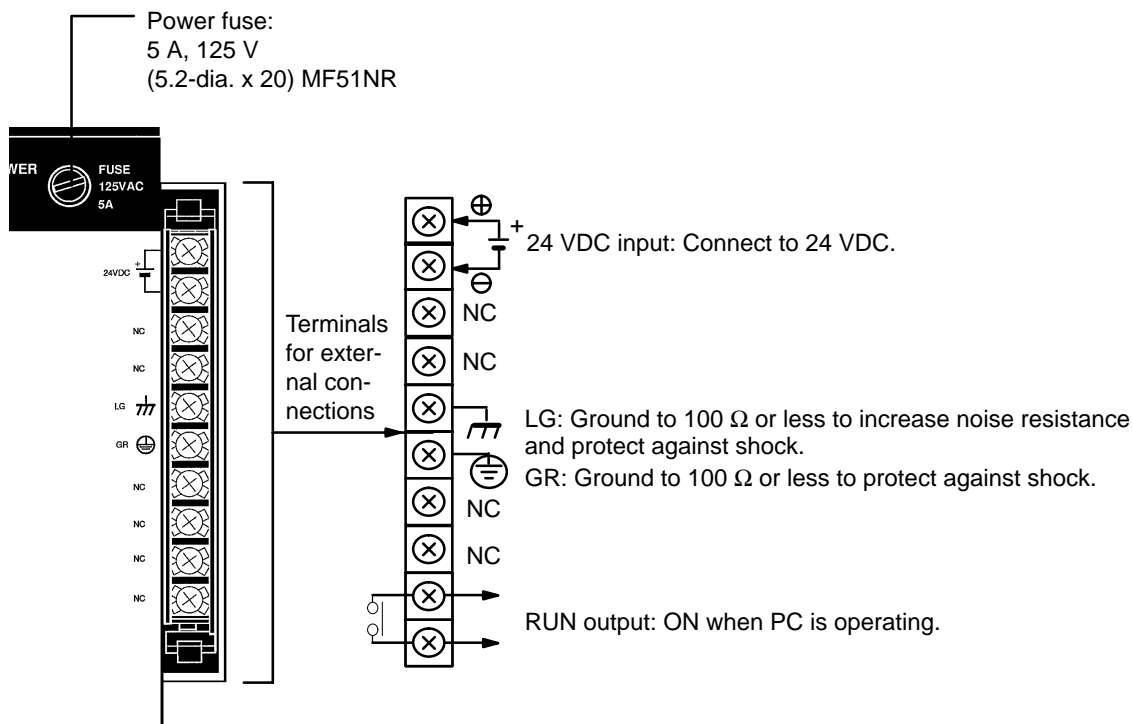 Power fuse:
5 A, 125 V
(5.2-dia. x 20) MF51NR
WER
FUSE
125VAC
5A
24VDC
+
NC
NC
LG
GR
NC
NC
NC
NC
Terminals
for exter-
nal con-
nections
+
24 VDC input: Connect to 24 VDC.
NC
NC
LG: Ground to 100 Ω or less to increase noise resistance
and protect against shock.
GR: Ground to 100 Ω or less to protect against shock.
NC
NC
RUN output: ON when PC is operating.